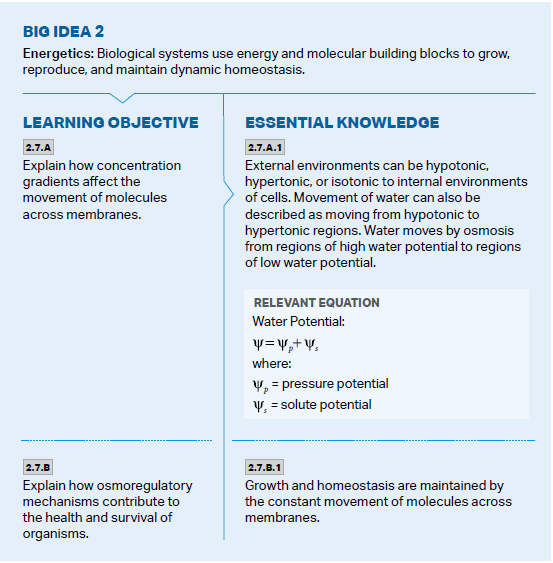 BIG IDEA 2
Energetics: Biological systems use energy and molecular building blocks to grow,
reproduce, and maintain dynamic homeostasis.
LEARNING OBJECTIVE
2.7.A
Explain how concentration
gradients affect the
movement of molecules
across membranes.
ESSENTIAL KNOWLEDGE
2.7.A.1
External environments can be hypotonic,
hypertonic, or isotonic to internal environments
of cells. Movement of water can also be
described as moving from hypotonic to
hypertonic regions. Water moves by osmosis
from regions of high water potential to regions
of low water potential.
RELEVANT EQUATION
Water Potential:
ψ=ψp+ψs
where:
ψp = pressure potential
ψs = solute potential
2.7.B
Explain how osmoregulatory
mechanisms contribute to
the health and survival of
organisms.
2.7.B.1
Growth and homeostasis are maintained by
the constant movement of molecules across
membranes.